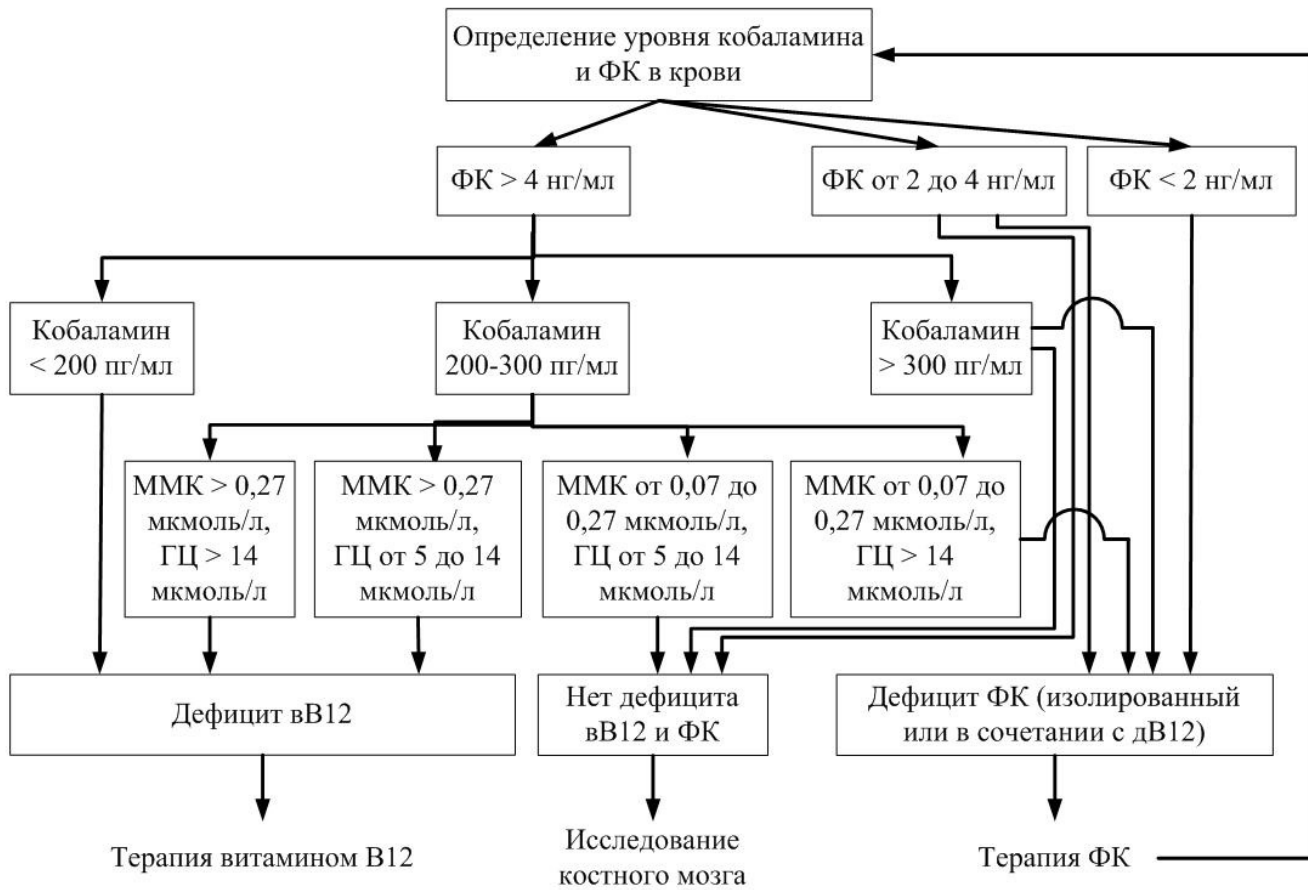 Определение уровня кобаламина
и ФК в крови
ФК > 4 нг/мл
ФК от 2 до 4 нг/мл
ФК < 2 нг/мл
Кобаламин
< 200 пг/мл
Кобаламин
200-300 пг/мл
Кобаламин
> 300 пг/мл
ММК > 0,27
мкмоль/л,
ГЦ > 14
мкмоль/л
ММК > 0,27
мкмоль/л,
ГЦ от 5 до 14
мкмоль/л
ММК от 0,07 до
0,27 мкмоль/л,
ГЦ от 5 до 14
мкмоль/л
ММК от 0,07 до
0,27 мкмоль/л,
ГЦ > 14
мкмоль/л
Дефицит вВ12
Нет дефицита
вВ12 и ФК
Дефицит ФК (изолированный
или в сочетании с дВ12)
Терапия витамином В12
Исследование
костного мозга
Терапия ФК